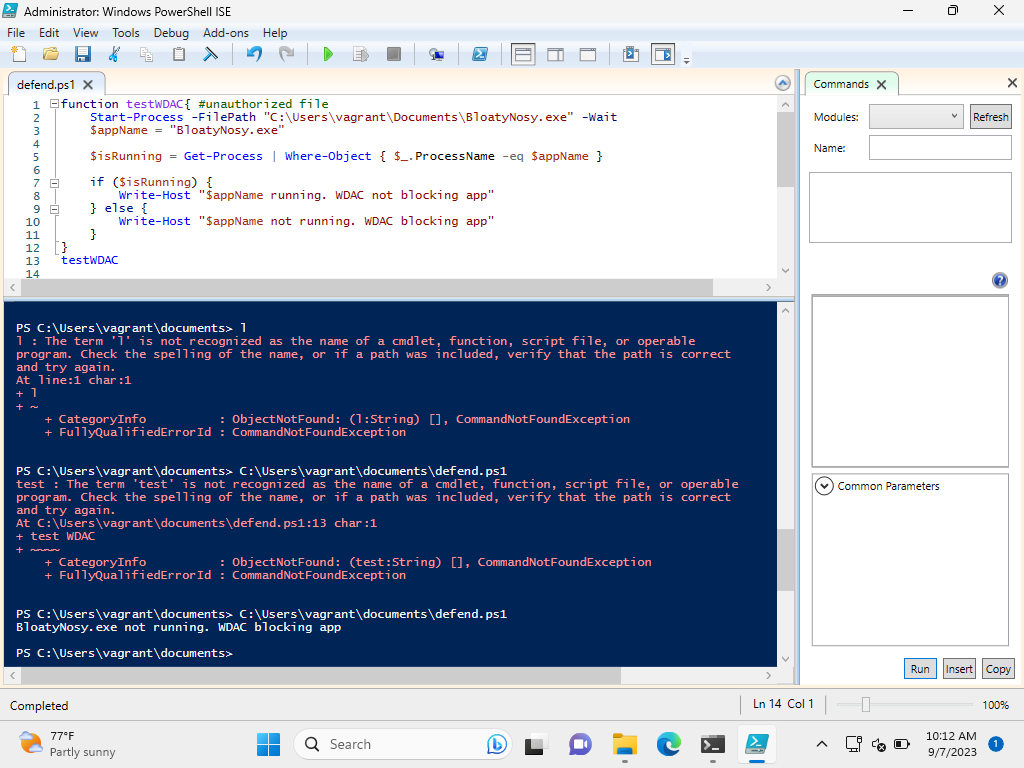 Administrator: Windows PowerShell ISE
File Edit View Tools Debug Add-ons Help
defend.ps1
1 function testWDAC{ #unauthorized file
2 Start-Process -FilePath "C:\Users\vagrant\Documents\BloatyNosy.exe" -Wait
3 $appName = "BloatyNosy.exe"
4
5 $isRunning = Get-Process | Where-Object { $_.ProcessName -eq $appName }
6
7 if ($isRunning) {
8 Write-Host "$appName running. WDAC not blocking app"
9 } else {
10 Write-Host "$appName not running. WDAC blocking app"
11 }
12 }
13 testWDAC
14
PS C:\Users\vagrant\documents> l
l : The term 'l' is not recognized as the name of a cmdlet, function, script file, or operable
program. Check the spelling of the name, or if a path was included, verify that the path is correct
and try again.
At line:1 char:1
+ l
+ ~
+ CategoryInfo : ObjectNotFound: (l:String) [], CommandNotFoundException
+ FullyQualifiedErrorId : CommandNotFoundException
PS C:\Users\vagrant\documents> C:\Users\vagrant\documents\defend.ps1
test : The term 'test' is not recognized as the name of a cmdlet, function, script file, or operable
program. Check the spelling of the name, or if a path was included, verify that the path is correct
and try again.
At C:\Users\vagrant\documents\defend.ps1:13 char:1
+ test WDAC
+ ~~~~
+ CategoryInfo : ObjectNotFound: (test:String) [], CommandNotFoundException
+ FullyQualifiedErrorId : CommandNotFoundException
PS C:\Users\vagrant\documents> C:\Users\vagrant\documents\defend.ps1
BloatyNosy.exe not running. WDAC blocking app
PS C:\Users\vagrant\documents>
Commands
Modules:
Refresh
Name:
Common Parameters
Run Insert Copy
Completed
Ln 14 Col 1
100%
77°F
Partly sunny
Search
10:12 AM
9/7/2023
1